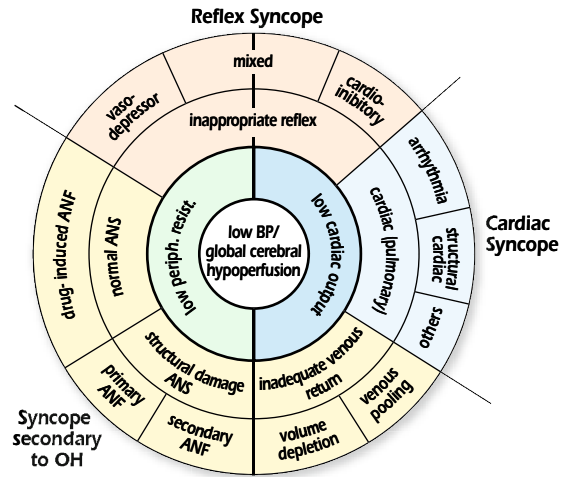 Reflex Syncope
mixed
vaso-
depressor
cardio-
inibitory
inappropriate reflex
arrhythmia
structural
cardiac
others
cardiac (pulmonary)
Cardiac
Syncope
drug- induced ANF
normal ANS
low periph. resist.
low cardiac output
low BP/
global cerebral
hypoperfusion
structural damage
ANS
inadequate venous
return
primary
ANF
secondary
ANF
volume
depletion
venous
pooling
Syncope
secondary
to OH